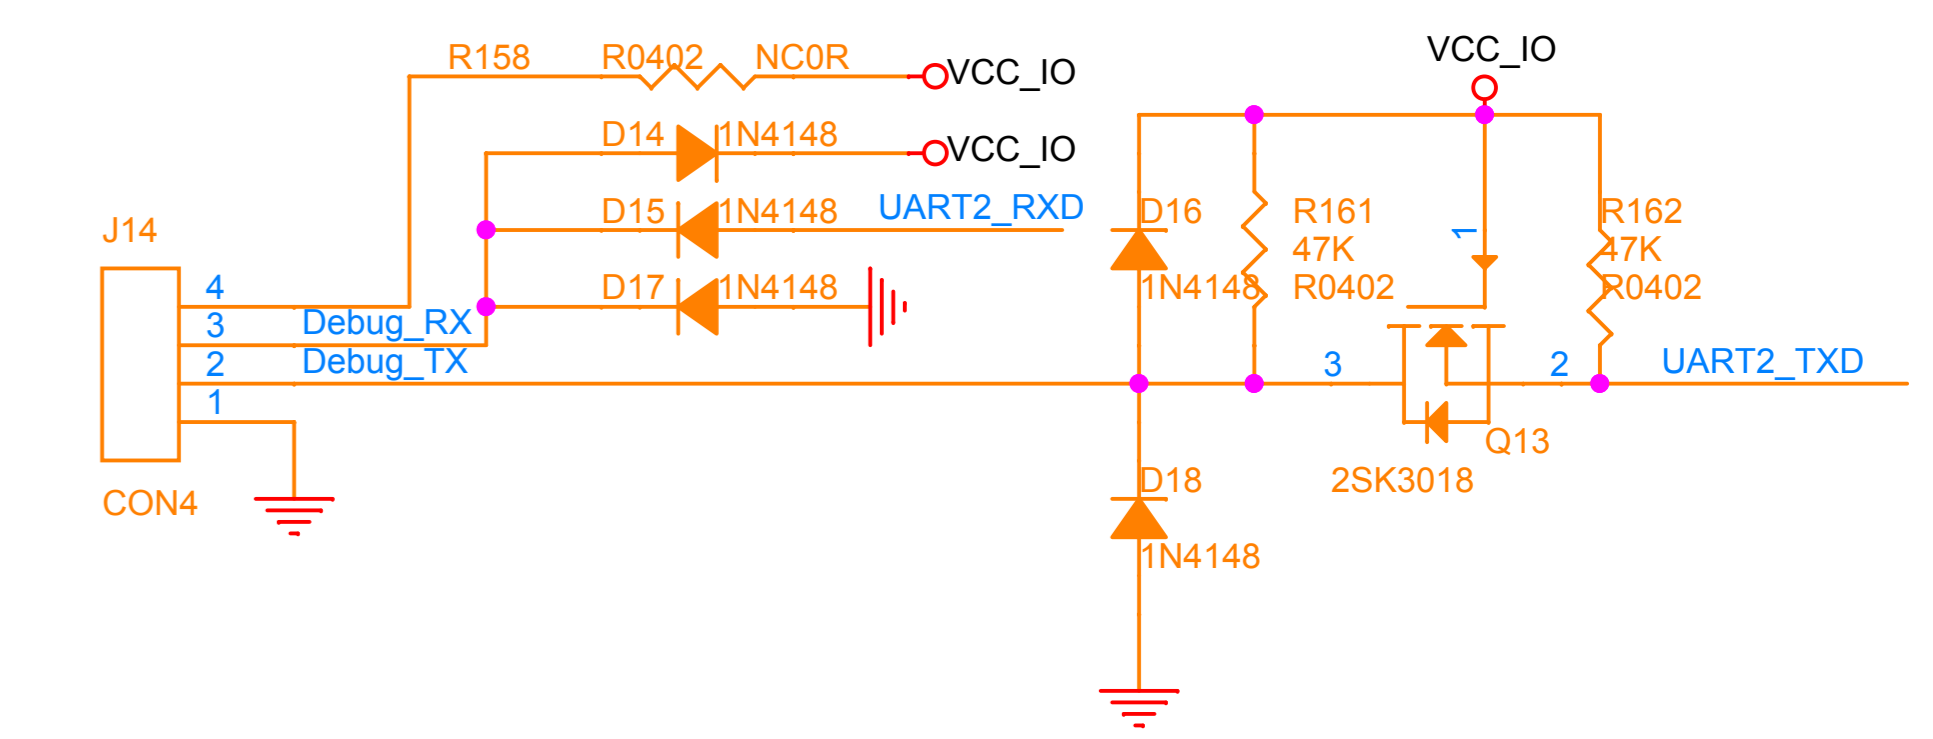 R158 R0402 NC0R
VCC_IO
D14 1N4148
VCC_IO
D15 1N4148
UART2_RXD
D17 1N4148
J14
4
3
Debug_RX
2
Debug_TX
1
CON4
VCC_IO
D16
1N4148
R161
47K
R0402
1
R162
47K
R0402
3
2
UART2_TXD
Q13
2SK3018
D18
1N4148